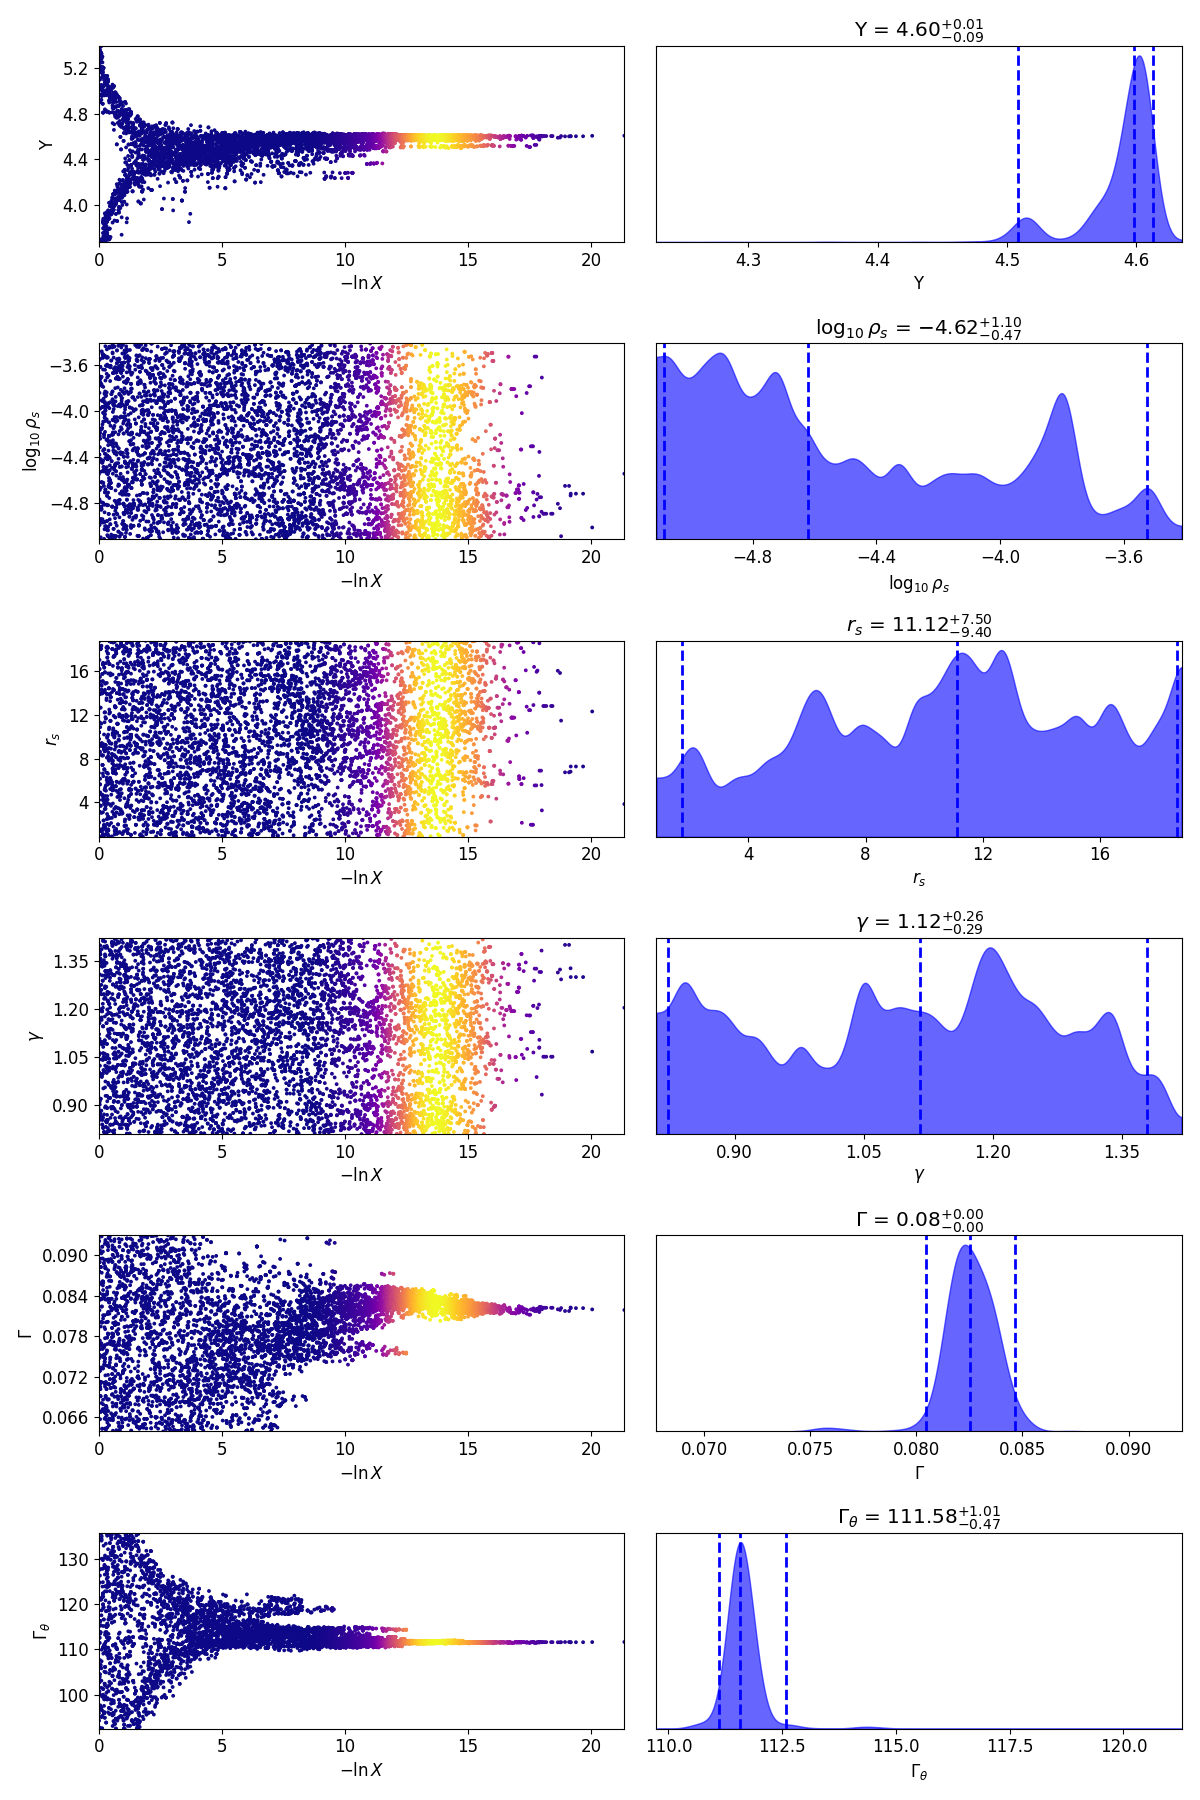 Y = 4.60^{+0.01}_{-0.09}
5.2
4.8
4.4
4.0
Y
0 5 10 15 20
−ln X
4.3 4.4 4.5 4.6
Y
log₁₀ ρₛ = −4.62^{+1.10}_{-0.47}
−3.6
−4.0
−4.4
−4.8
log₁₀ ρₛ
0 5 10 15 20
−ln X
−4.8 −4.4 −4.0 −3.6
log₁₀ ρₛ
rₛ = 11.12^{+7.50}_{-9.40}
16
12
8
4
rₛ
0 5 10 15 20
−ln X
4 8 12 16
rₛ
γ = 1.12^{+0.26}_{-0.29}
1.35
1.20
1.05
0.90
γ
0 5 10 15 20
−ln X
0.90 1.05 1.20 1.35
γ
Γ = 0.08^{+0.00}_{-0.00}
0.090
0.084
0.078
0.072
0.066
Γ
0 5 10 15 20
−ln X
0.070 0.075 0.080 0.085 0.090
Γ
Γ_θ = 111.58^{+1.01}_{-0.47}
130
120
110
100
Γ_θ
0 5 10 15 20
−ln X
110.0 112.5 115.0 117.5 120.0
Γ_θ